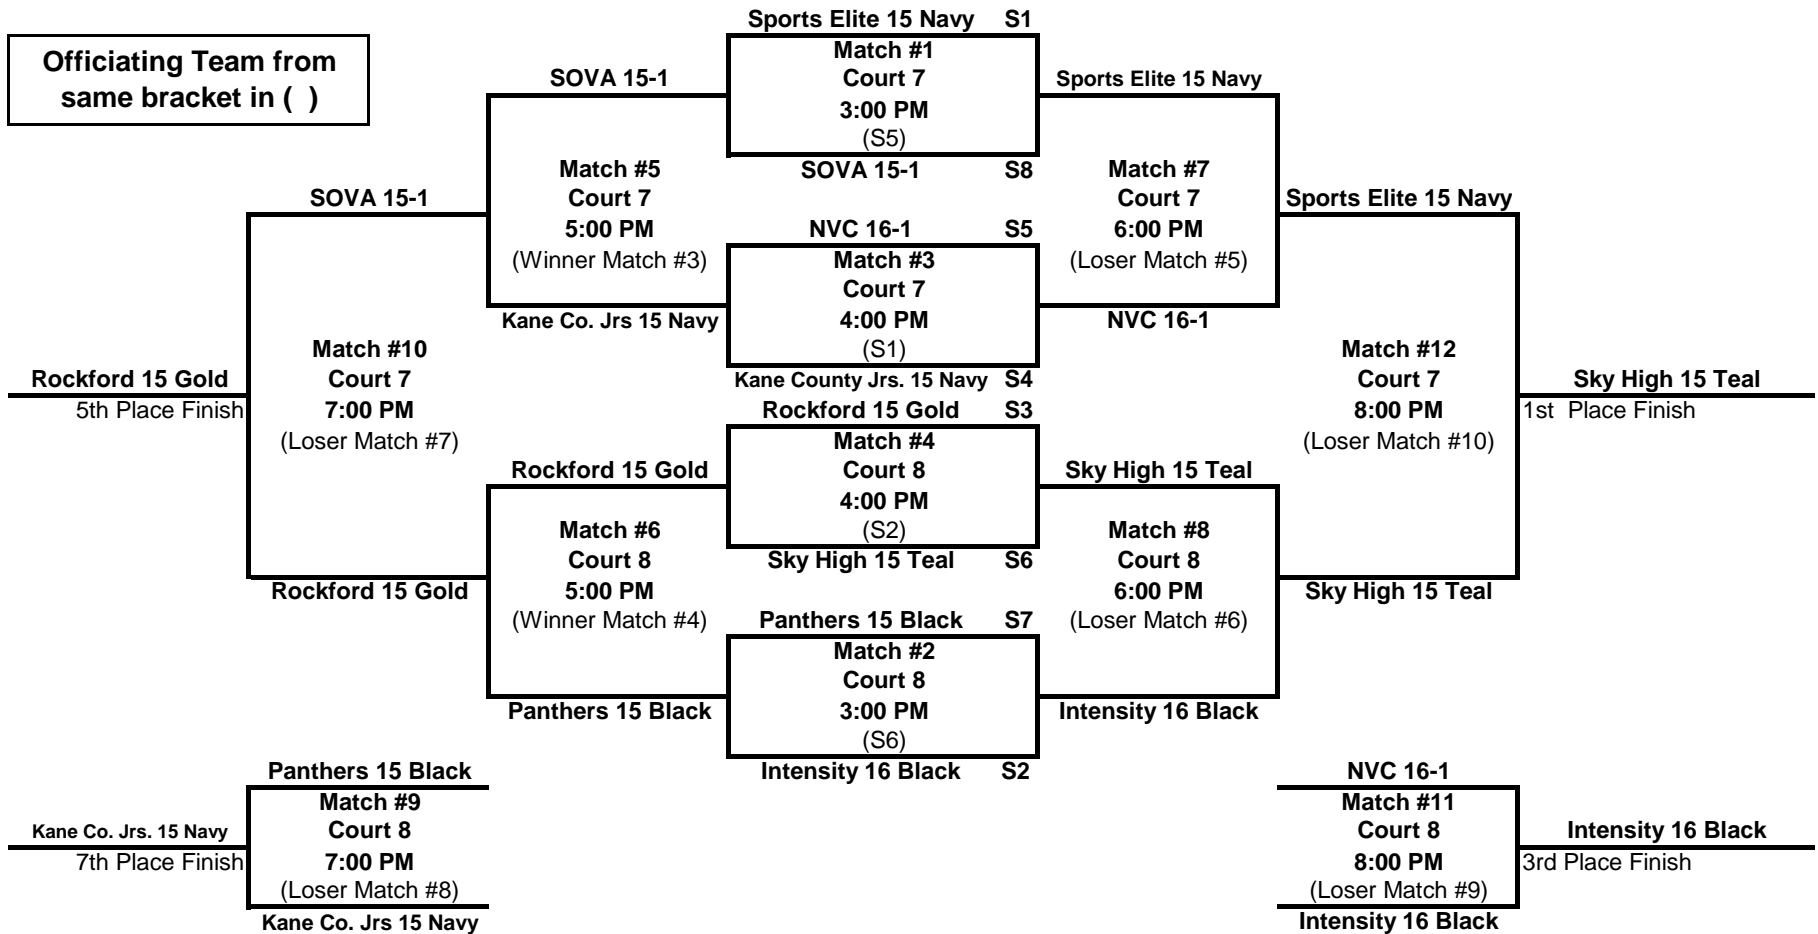 Sports Elite 15 Navy S1
Officiating Team from
same bracket in ( )
Match #1
Court 7
3:00 PM
(S5)
SOVA 15-1 S8
SOVA 15-1
Sports Elite 15 Navy
Match #5
Court 7
5:00 PM
(Winner Match #3)
Match #7
Court 7
6:00 PM
(Loser Match #5)
SOVA 15-1
Sports Elite 15 Navy
NVC 16-1 S5
Match #3
Court 7
4:00 PM
(S1)
Kane County Jrs. 15 Navy S4
Kane Co. Jrs 15 Navy
NVC 16-1
Match #10
Court 7
7:00 PM
(Loser Match #7)
Match #12
Court 7
8:00 PM
(Loser Match #10)
Rockford 15 Gold
5th Place Finish
Sky High 15 Teal
1st Place Finish
Rockford 15 Gold S3
Match #4
Court 8
4:00 PM
(S2)
Sky High 15 Teal S6
Rockford 15 Gold
Sky High 15 Teal
Match #6
Court 8
5:00 PM
(Winner Match #4)
Match #8
Court 8
6:00 PM
(Loser Match #6)
Rockford 15 Gold
Sky High 15 Teal
Panthers 15 Black S7
Match #2
Court 8
3:00 PM
(S6)
Intensity 16 Black S2
Panthers 15 Black
Intensity 16 Black
Panthers 15 Black
Match #9
Court 8
7:00 PM
(Loser Match #8)
Kane Co. Jrs 15 Navy
Kane Co. Jrs. 15 Navy
7th Place Finish
NVC 16-1
Match #11
Court 8
8:00 PM
(Loser Match #9)
Intensity 16 Black
Intensity 16 Black
3rd Place Finish